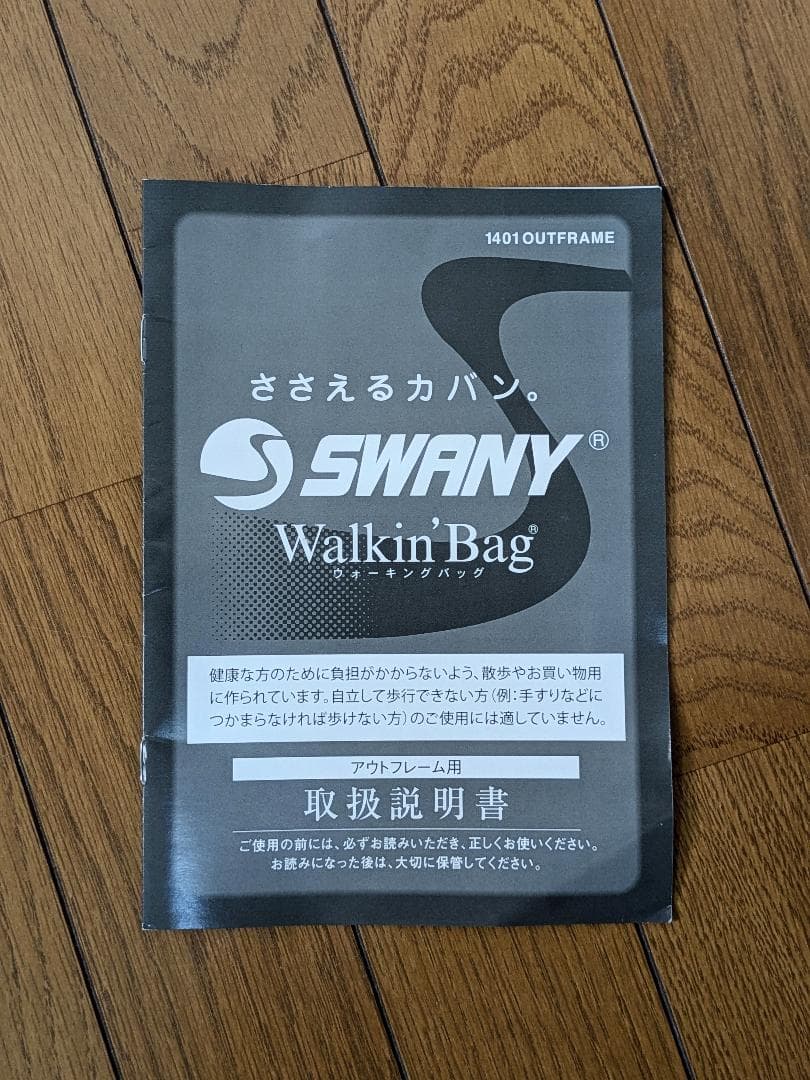 1401 OUTFRAME
ささえるカバン。
SWANY®
Walkin'Bag®
ウォーキングバッグ
健康な方のために負担がかからないよう、散歩やお買い物用
に作られています。自立して歩行できない方（例：手すりなどに
つかまらなければ歩けない方）のご使用には適していません。
アウトフレーム用
取扱説明書
ご使用の前には、必ずお読みいただき、正しくお使いください。
お読みになった後は、大切に保管してください。